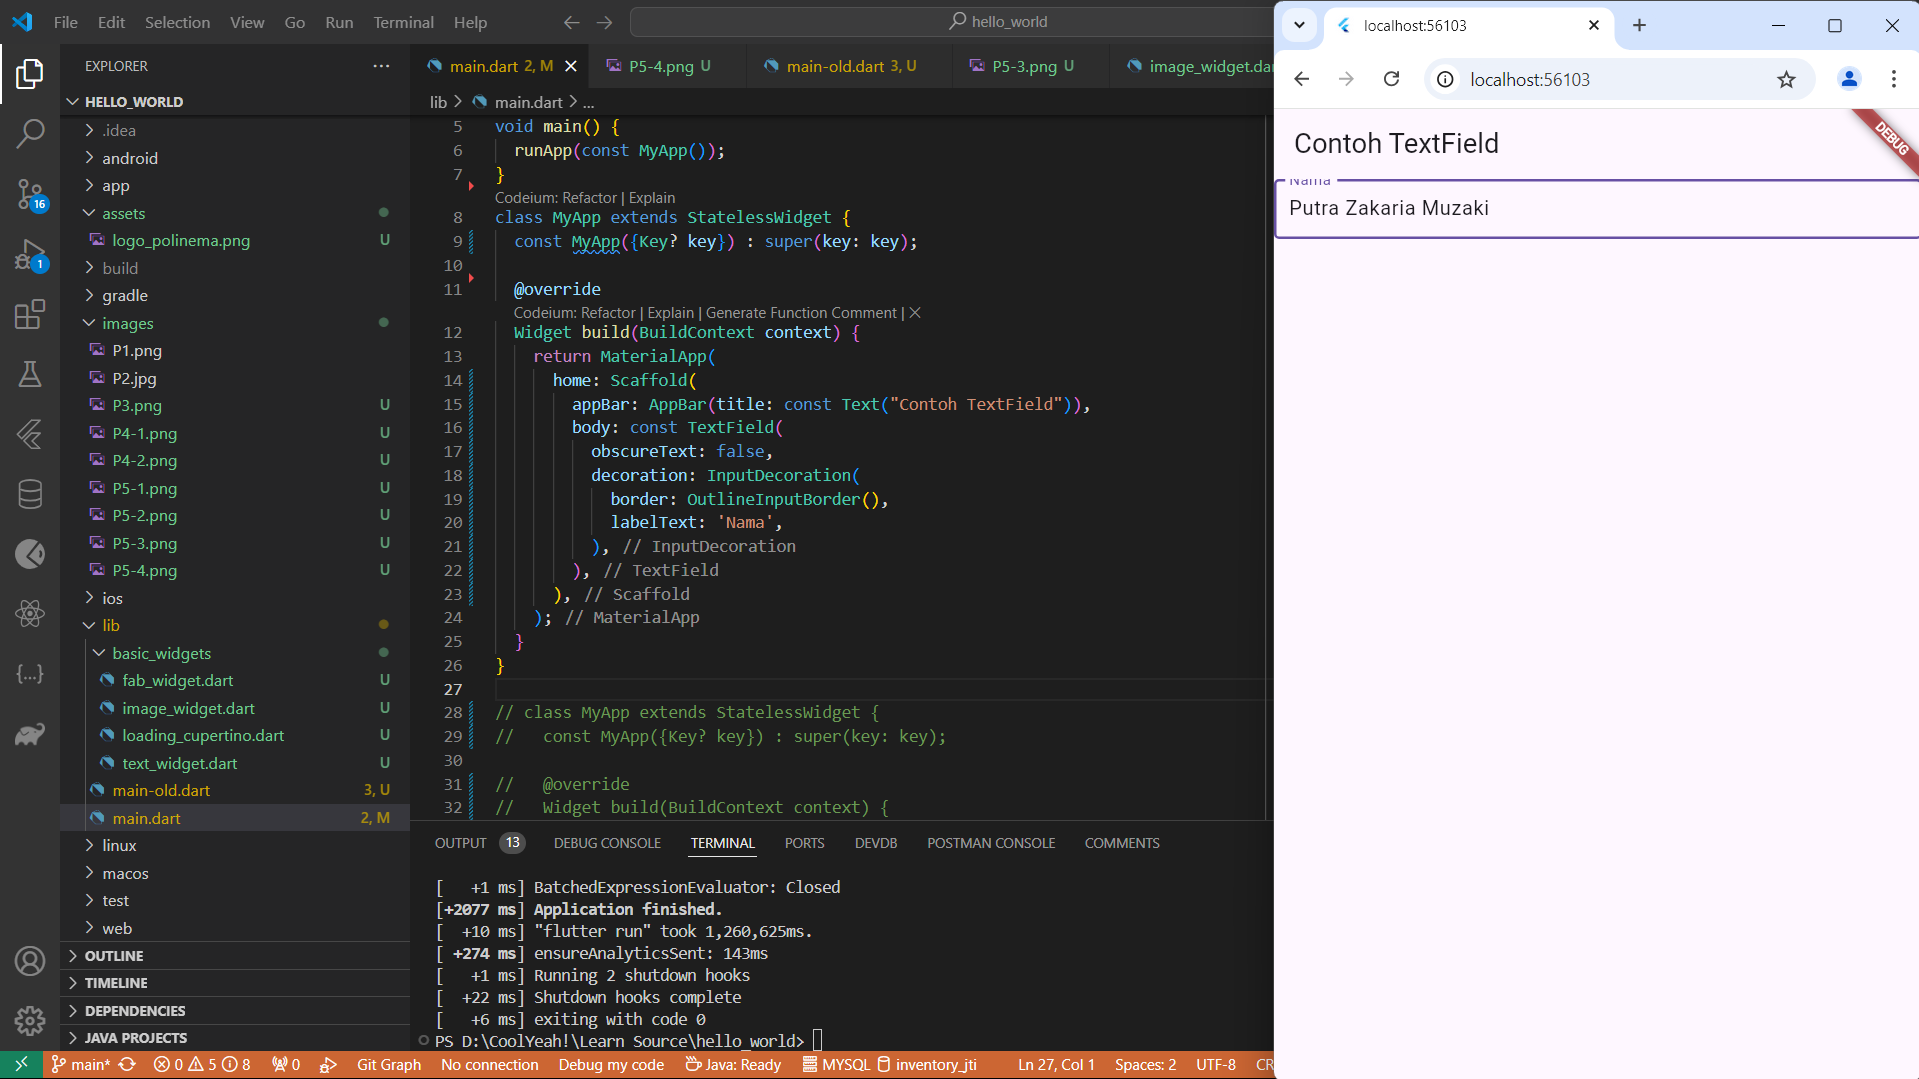 File Edit Selection View Go Run Terminal Help
hello_world
EXPLORER
HELLO_WORLD
.idea
android
app
assets
logo_polinema.png U
build
gradle
images
P1.png
P2.jpg
P3.png U
P4-1.png U
P4-2.png U
P5-1.png U
P5-2.png U
P5-3.png U
P5-4.png U
ios
lib
basic_widgets
fab_widget.dart U
image_widget.dart U
loading_cupertino.dart U
text_widget.dart U
main-old.dart 3, U
main.dart 2, M
linux
macos
test
web
OUTLINE
TIMELINE
DEPENDENCIES
JAVA PROJECTS
16
1
main.dart 2, M
P5-4.png U
main-old.dart 3, U
P5-3.png U
image_widget.da
lib > main.dart > ...
5 void main() {
6 runApp(const MyApp());
7 }
Codeium: Refactor | Explain
8 class MyApp extends StatelessWidget {
9 const MyApp({Key? key}) : super(key: key);
10
11 @override
Codeium: Refactor | Explain | Generate Function Comment | ×
12 Widget build(BuildContext context) {
13 return MaterialApp(
14 home: Scaffold(
15 appBar: AppBar(title: const Text("Contoh TextField")),
16 body: const TextField(
17 obscureText: false,
18 decoration: InputDecoration(
19 border: OutlineInputBorder(),
20 labelText: 'Nama',
21 ), // InputDecoration
22 ), // TextField
23 ), // Scaffold
24 ); // MaterialApp
25 }
26 }
27
28 // class MyApp extends StatelessWidget {
29 //   const MyApp({Key? key}) : super(key: key);
30
31 //   @override
32 //   Widget build(BuildContext context) {
OUTPUT 13 DEBUG CONSOLE TERMINAL PORTS DEVDB POSTMAN CONSOLE COMMENTS
[   +1 ms] BatchedExpressionEvaluator: Closed
[+2077 ms] Application finished.
[  +10 ms] "flutter run" took 1,260,625ms.
[ +274 ms] ensureAnalyticsSent: 143ms
[   +1 ms] Running 2 shutdown hooks
[  +22 ms] Shutdown hooks complete
[   +6 ms] exiting with code 0
PS D:\CoolYeah!\Learn Source\hello_world>
main* 0 5 8 0 Git Graph No connection Debug my code Java: Ready MYSQL inventory_jti Ln 27, Col 1 Spaces: 2 UTF-8 CR
localhost:56103
localhost:56103
Contoh TextField
DEBUG
Nama
Putra Zakaria Muzaki